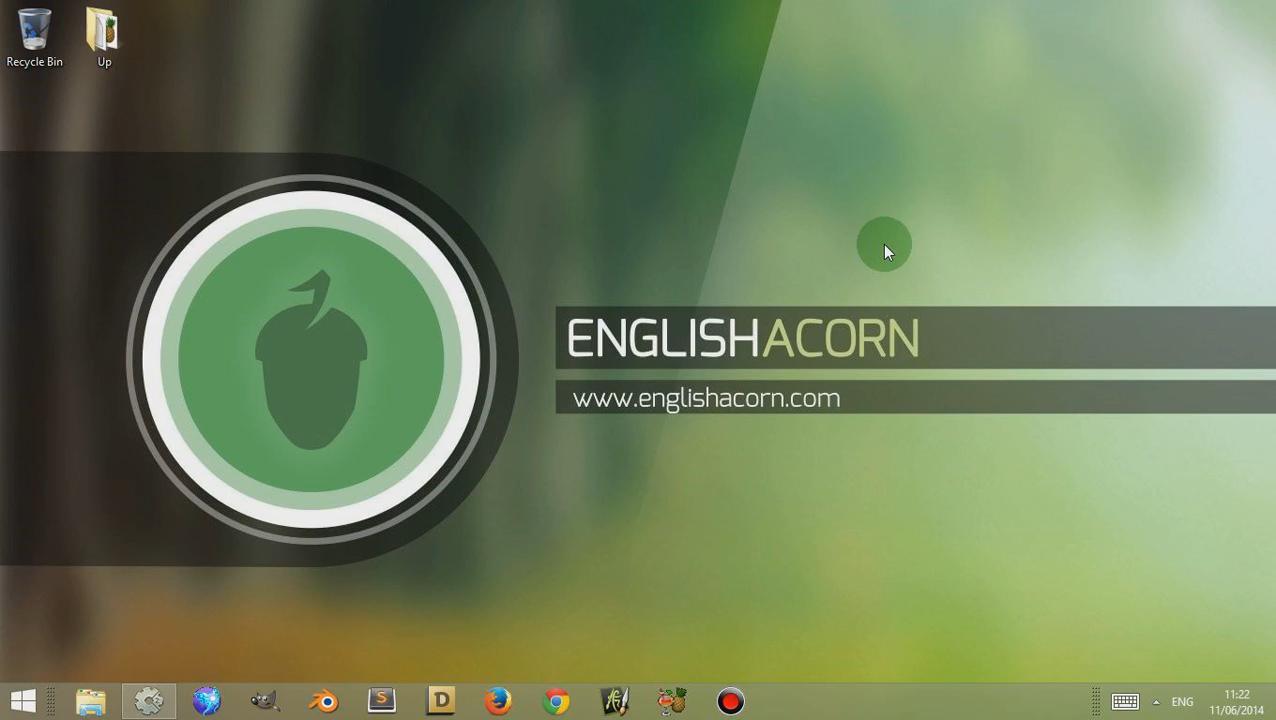 Recycle Bin
Up
ENGLISHACORN
www.englishacorn.com
S
D
ENG
11:22
11/06/2014